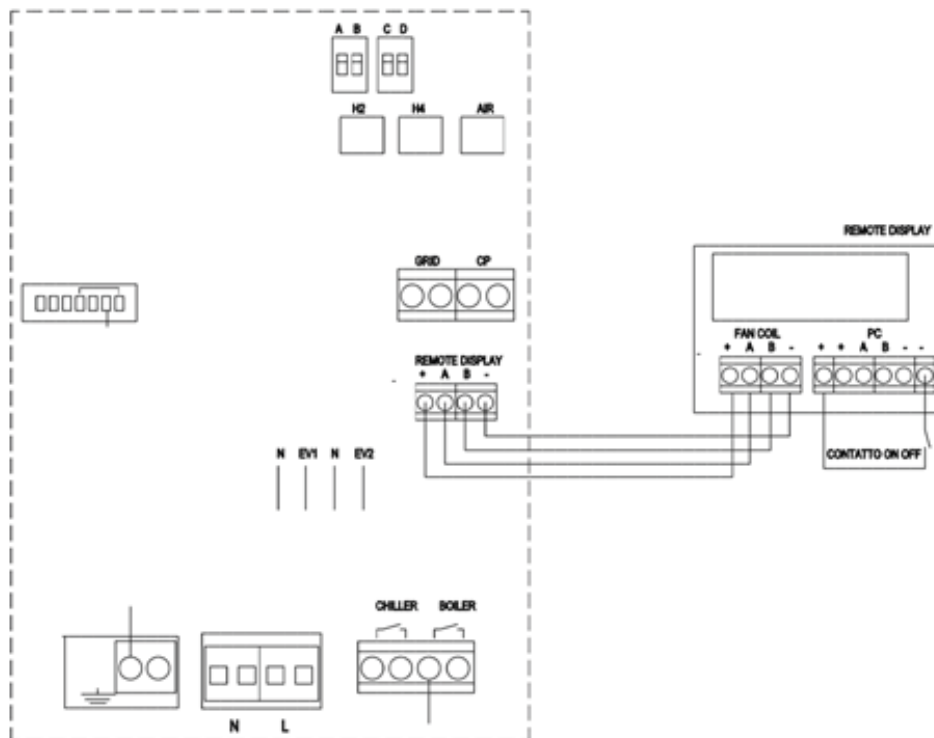 A B C D
H2 H4 AIR
REMOTE DISPLAY
GRID CP
FAN COIL PC
+ A B - + + A B - -
REMOTE DISPLAY
+ A B -
N EV1 N EV2
CONTATTO ON OFF
CHILLER BOILER
N L